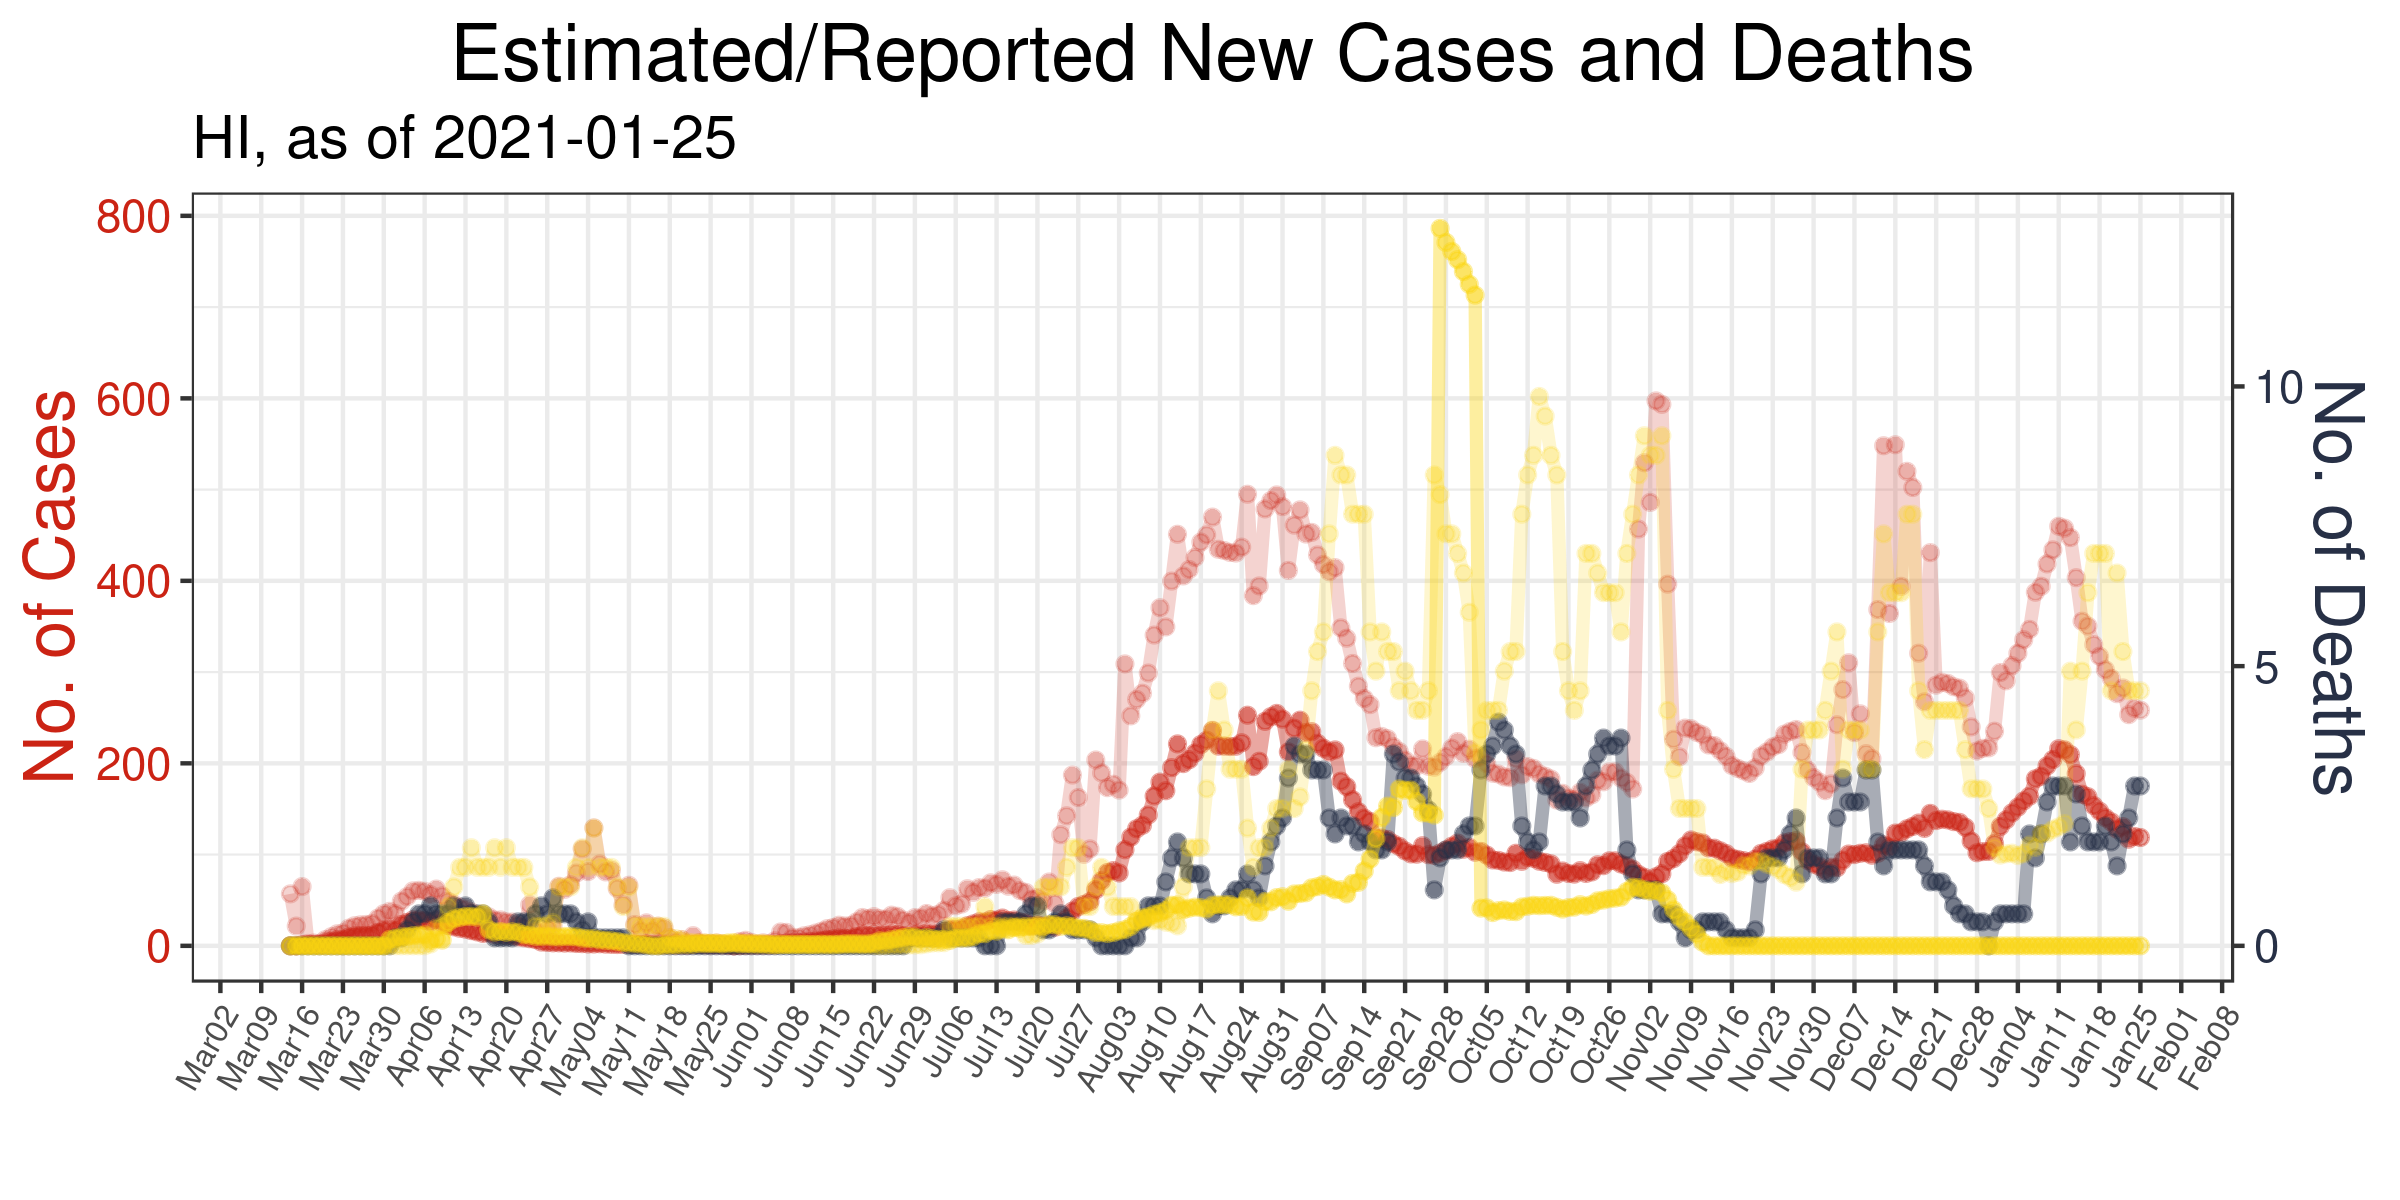 Estimated/Reported New Cases and Deaths
HI, as of 2021-01-25
No. of Cases
800
600
400
200
0
10
5
0
No. of Deaths
Mar02
Mar09
Mar16
Mar23
Mar30
Apr06
Apr13
Apr20
Apr27
May04
May11
May18
May25
Jun01
Jun08
Jun15
Jun22
Jun29
Jul06
Jul13
Jul20
Jul27
Aug03
Aug10
Aug17
Aug24
Aug31
Sep07
Sep14
Sep21
Sep28
Oct05
Oct12
Oct19
Oct26
Nov02
Nov09
Nov16
Nov23
Nov30
Dec07
Dec14
Dec21
Dec28
Jan04
Jan11
Jan18
Jan25
Feb01
Feb08